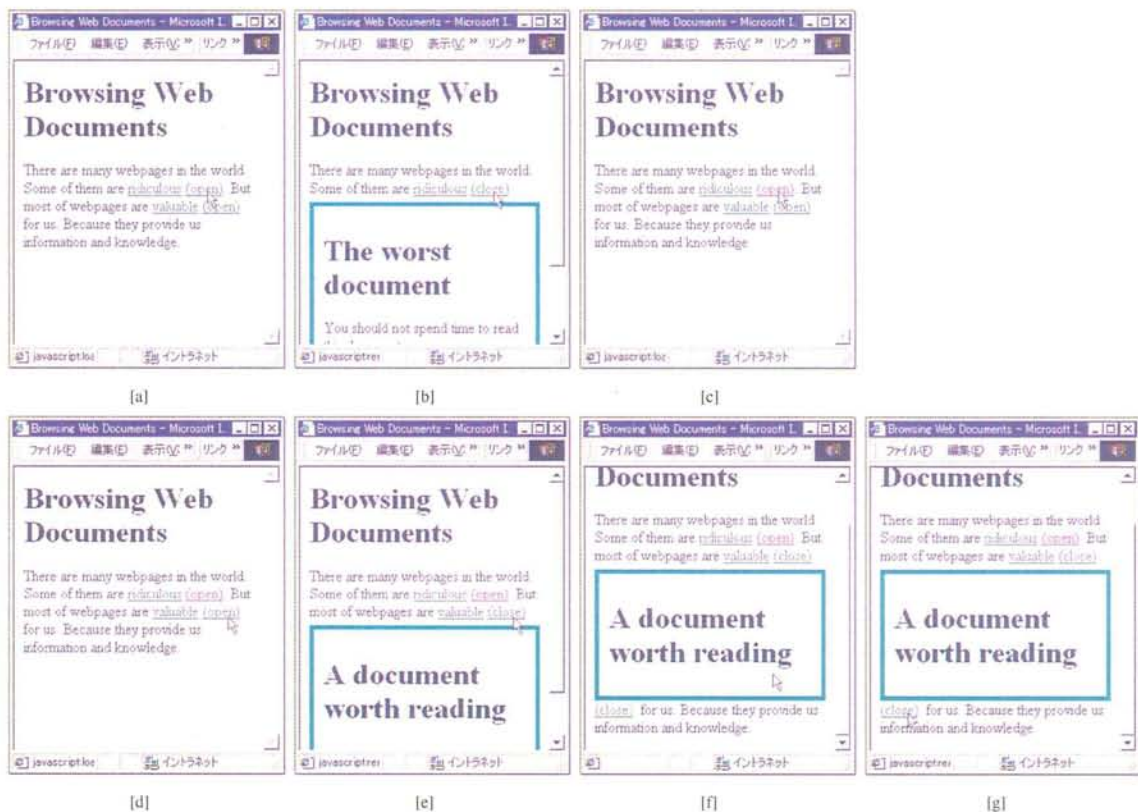 Browsing Web Documents - Microsoft I.
ファイル(F) 編集(E) 表示(V) » リンク »
Browsing Web
Documents
There are many webpages in the world.
Some of them are ridiculous (open). But
most of webpages are valuable (open)
for us. Because they provide us
information and knowledge.
イントラネット
[a]
Browsing Web Documents - Microsoft I.
ファイル(F) 編集(E) 表示(V) » リンク »
Browsing Web
Documents
There are many webpages in the world.
Some of them are ridiculous (close)
The worst
document
You should not spend time to read
イントラネット
[b]
Browsing Web Documents - Microsoft I.
ファイル(F) 編集(E) 表示(V) » リンク »
Browsing Web
Documents
There are many webpages in the world.
Some of them are ridiculous (open). But
most of webpages are valuable (open)
for us. Because they provide us
information and knowledge.
イントラネット
[c]
Browsing Web Documents - Microsoft I.
ファイル(F) 編集(E) 表示(V) » リンク »
Browsing Web
Documents
There are many webpages in the world.
Some of them are ridiculous (open). But
most of webpages are valuable (open)
for us. Because they provide us
information and knowledge.
イントラネット
[d]
Browsing Web Documents - Microsoft I.
ファイル(F) 編集(E) 表示(V) » リンク »
Browsing Web
Documents
There are many webpages in the world.
Some of them are ridiculous (open). But
most of webpages are valuable (close)
A document
worth reading
イントラネット
[e]
Browsing Web Documents - Microsoft I.
ファイル(F) 編集(E) 表示(V) » リンク »
Documents
There are many webpages in the world.
Some of them are ridiculous (open). But
most of webpages are valuable (close)
A document
worth reading
(close) for us. Because they provide us
information and knowledge.
イントラネット
[f]
Browsing Web Documents - Microsoft I.
ファイル(F) 編集(E) 表示(V) » リンク »
Documents
There are many webpages in the world.
Some of them are ridiculous (open). But
most of webpages are valuable (close)
A document
worth reading
(close) for us. Because they provide us
information and knowledge.
イントラネット
[g]